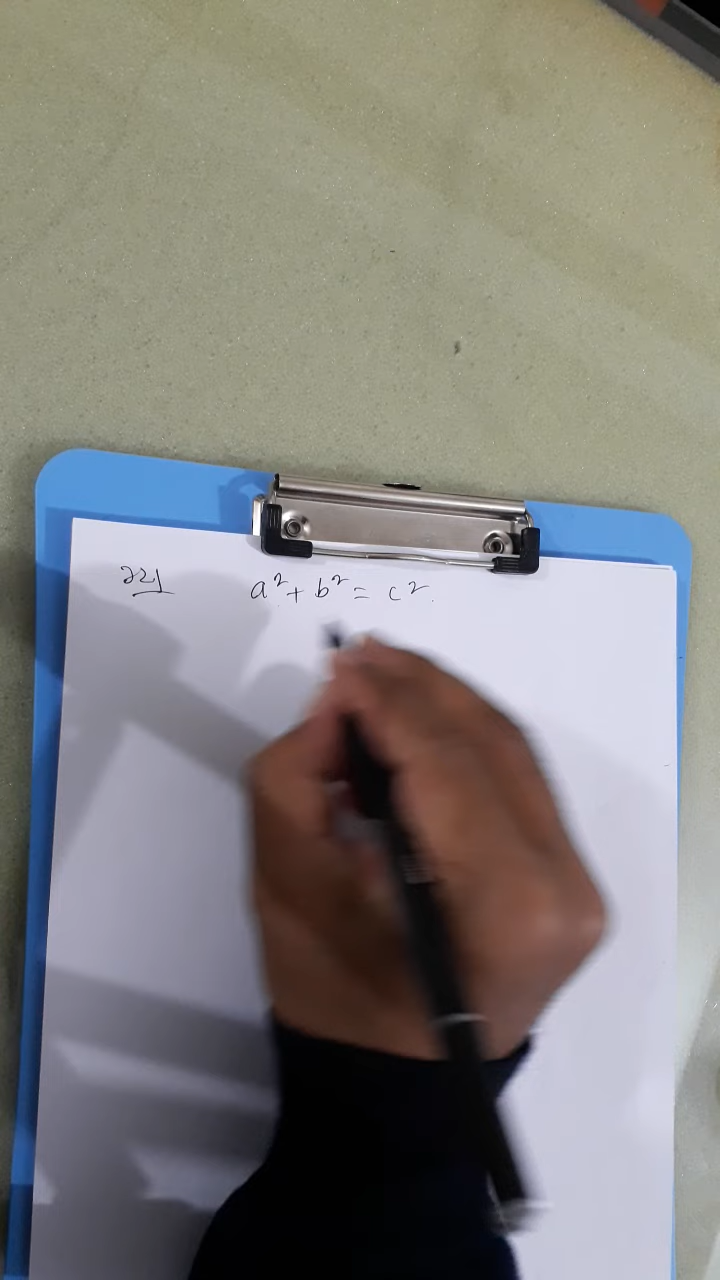 a² + b² = c².